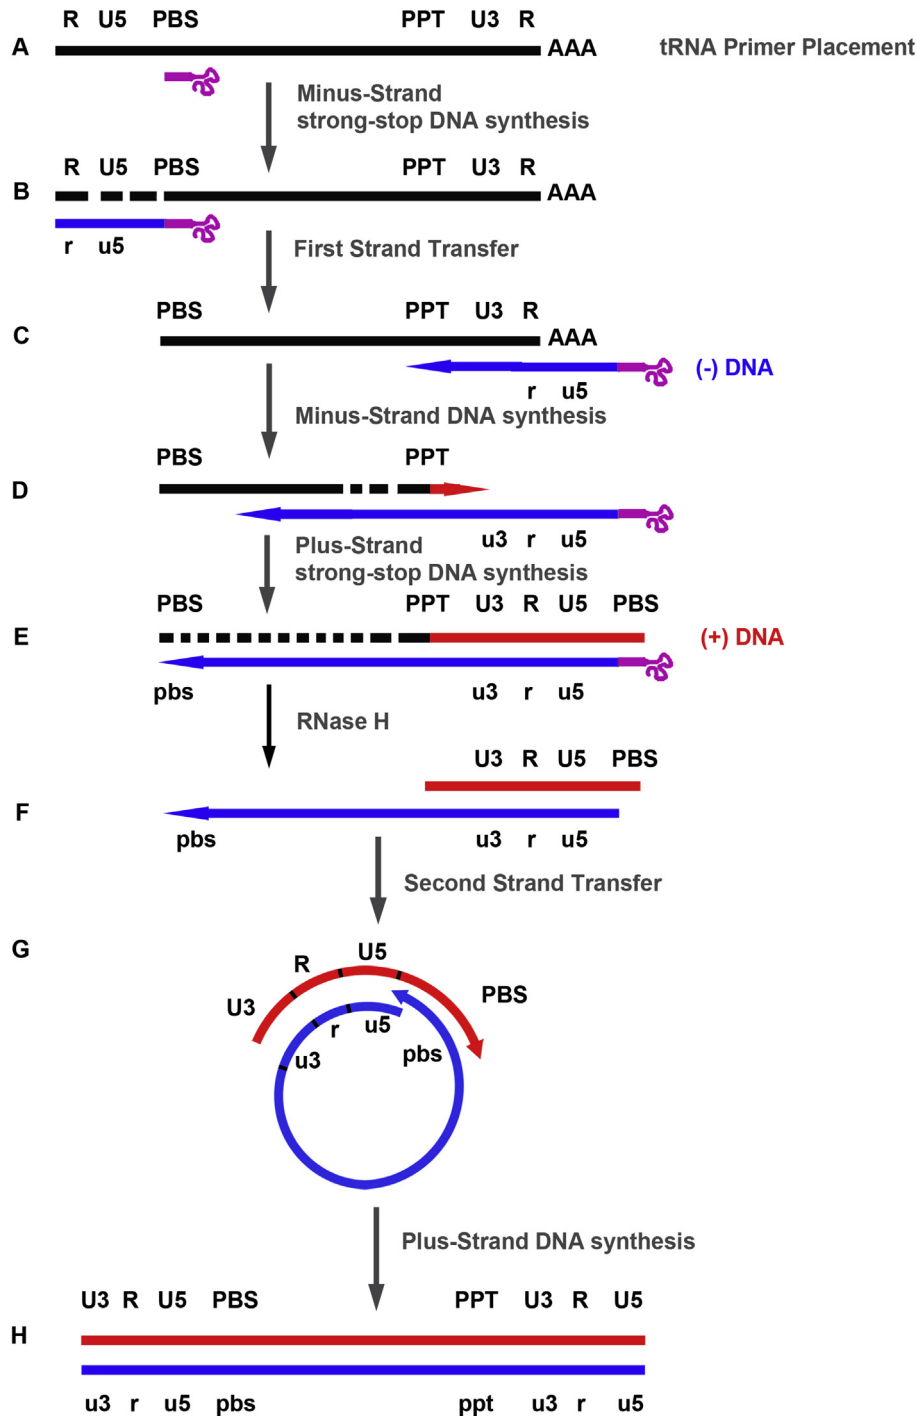 R U5 PBS PPT U3 R
A AAA tRNA Primer Placement
Minus-Strand
strong-stop DNA synthesis
R U5 PBS PPT U3 R
B AAA
r u5
First Strand Transfer
PBS PPT U3 R
C AAA
(-) DNA
r u5
Minus-Strand DNA synthesis
PBS PPT
D
u3 r u5
Plus-Strand
strong-stop DNA synthesis
PBS PPT U3 R U5 PBS
E (+) DNA
pbs u3 r u5
RNase H
U3 R U5 PBS
F
pbs u3 r u5
Second Strand Transfer
G
U5
R
PBS
U3
r u5
pbs
u3
Plus-Strand DNA synthesis
U3 R U5 PBS PPT U3 R U5
H
u3 r u5 pbs ppt u3 r u5